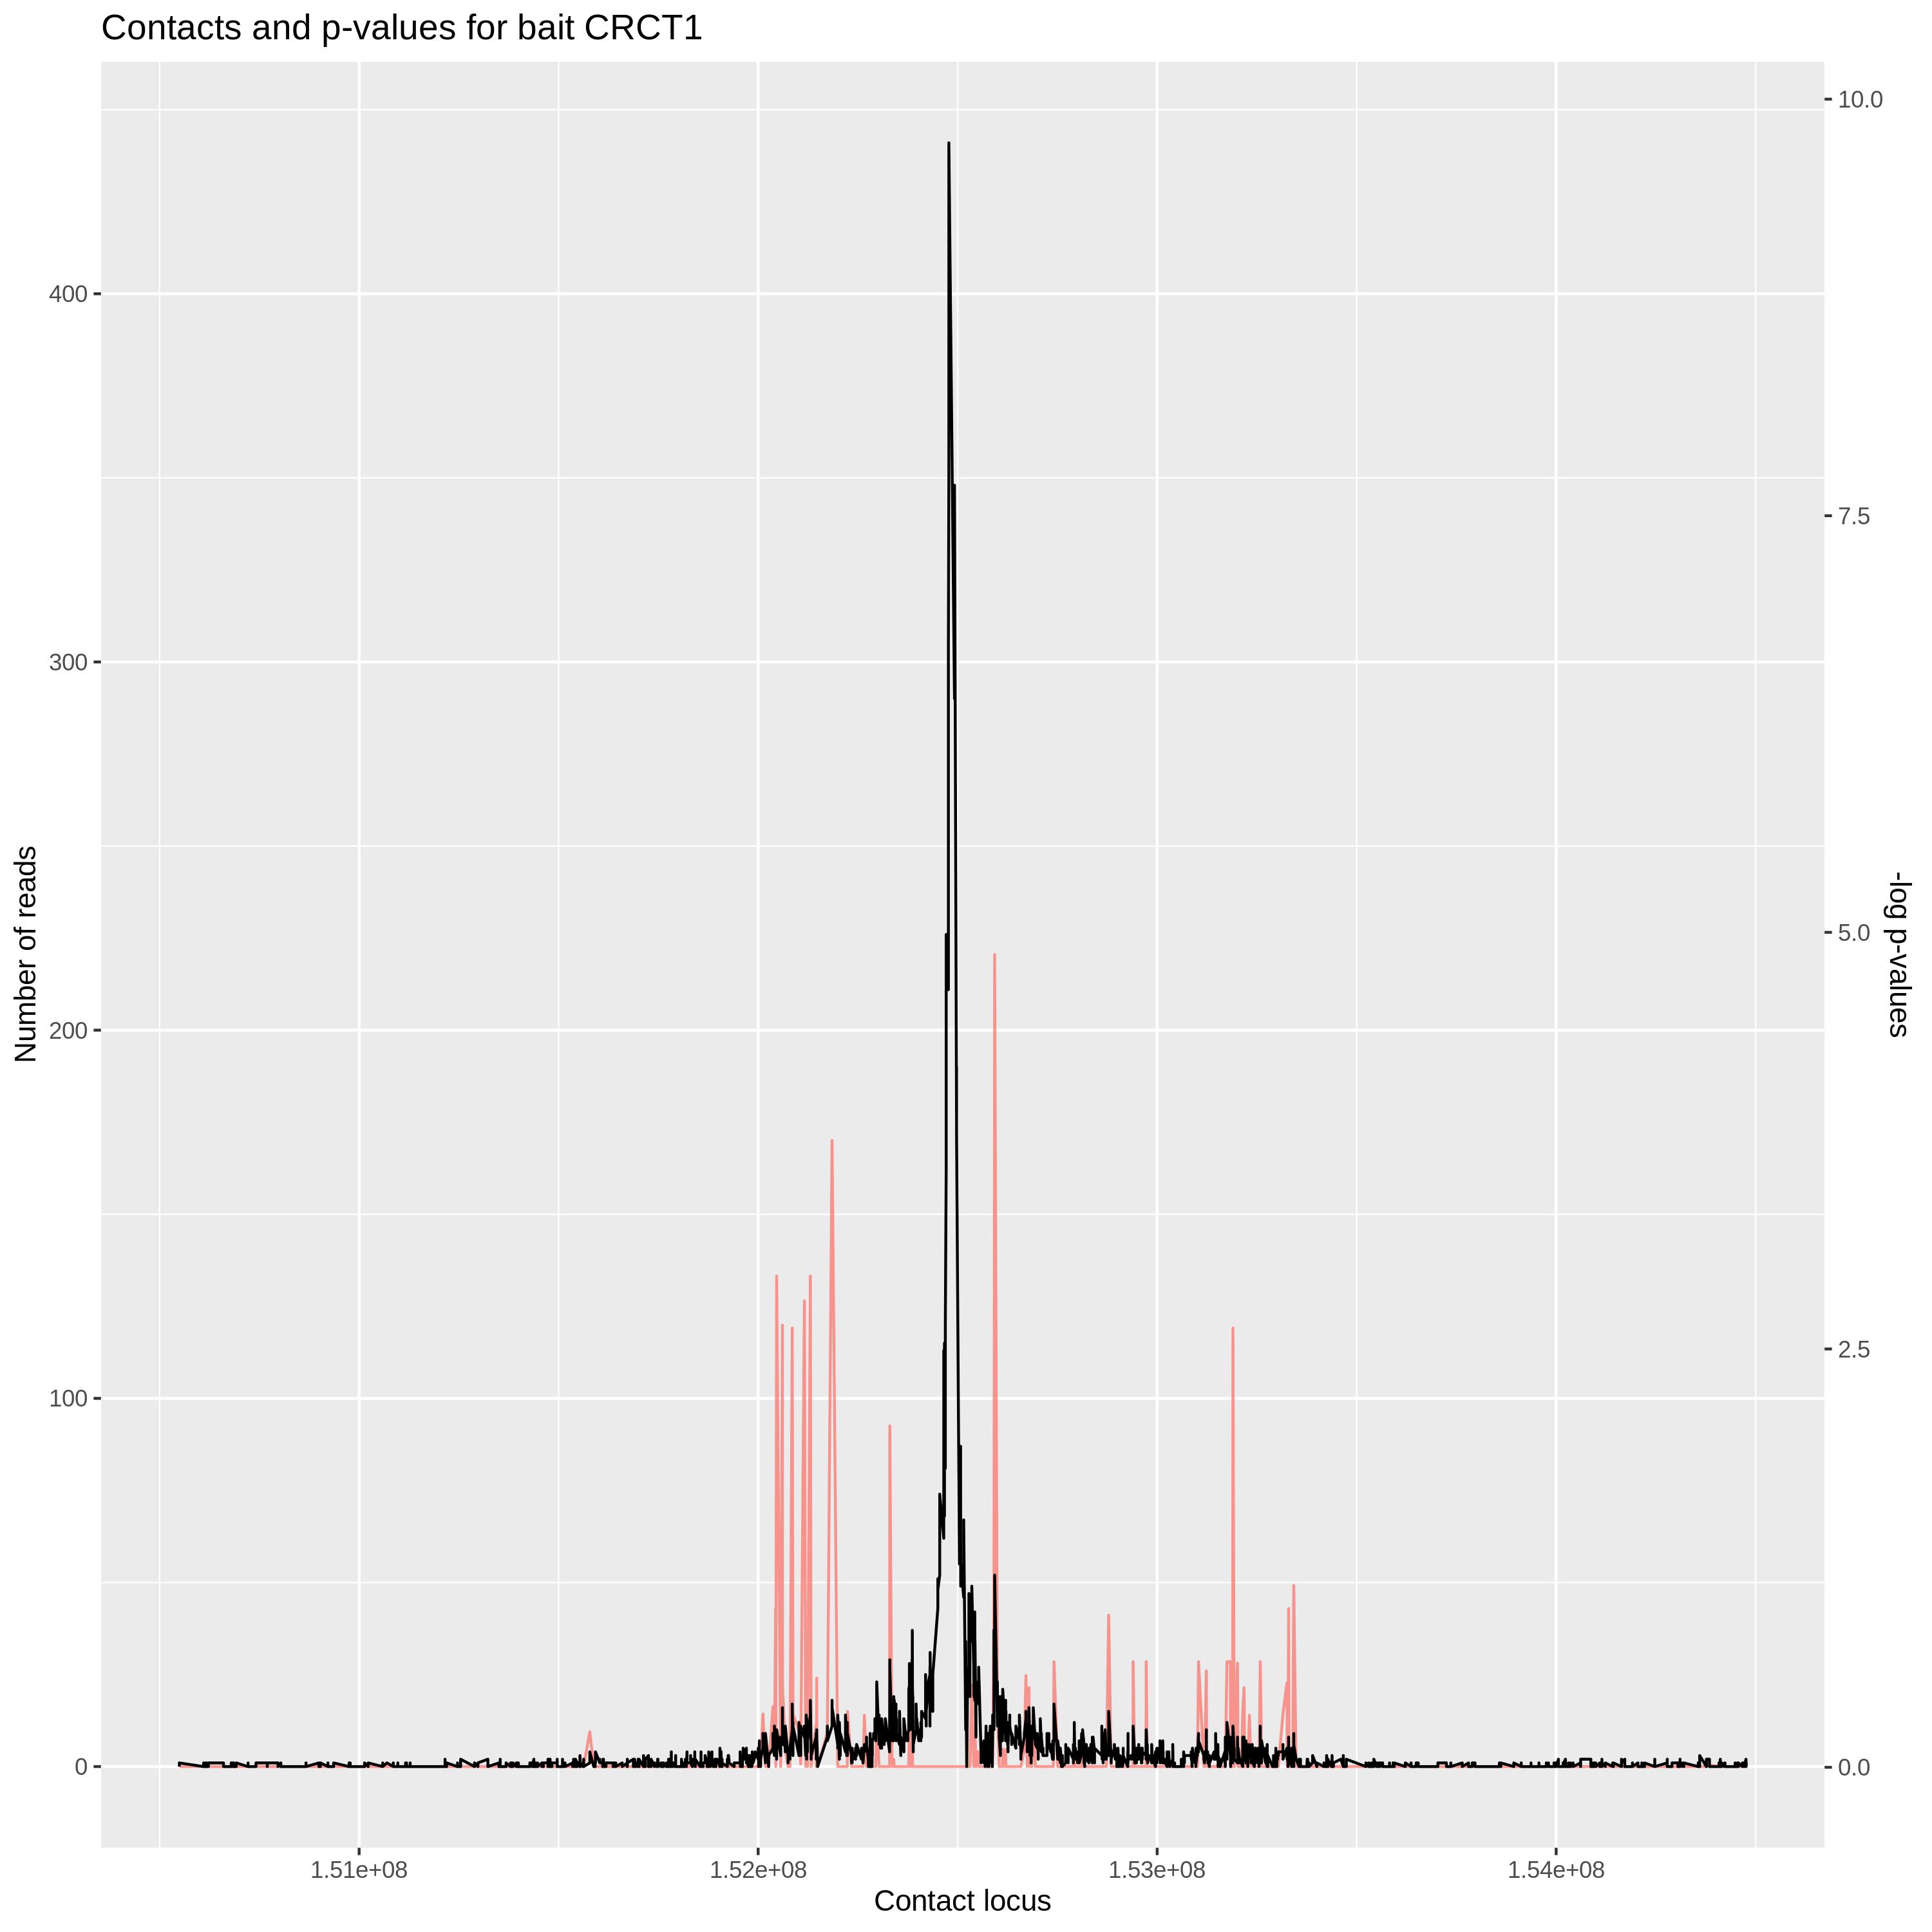 Contacts and p-values for bait CRCT1
10.0
400
7.5
300
Number of reads
-log p-values
5.0
200
2.5
100
0
0.0
1.51e+08
1.52e+08
1.53e+08
1.54e+08
Contact locus